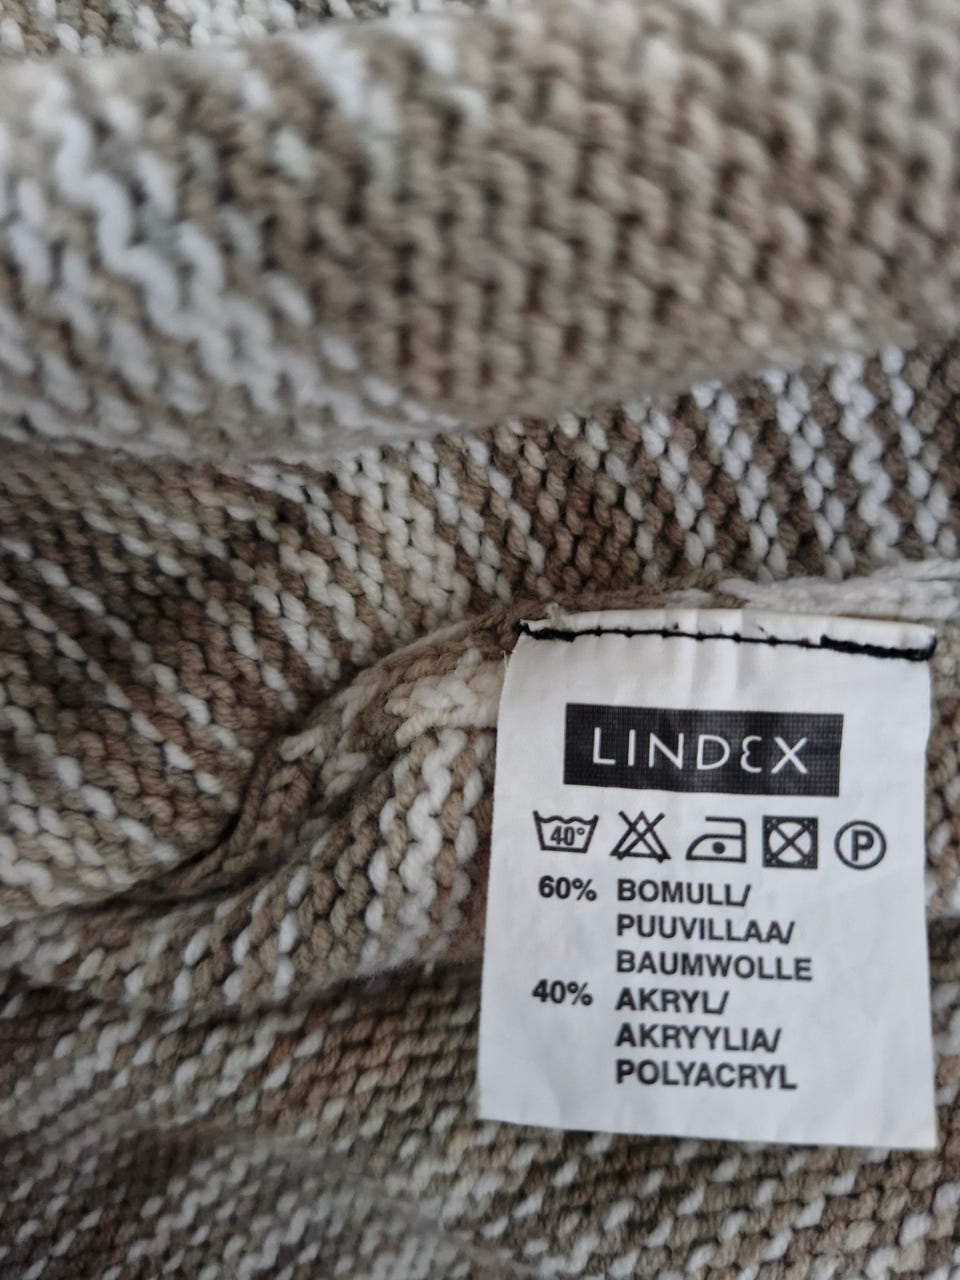 LINDEX
40° P
60% BOMULL/
PUUVILLAA/
BAUMWOLLE
40% AKRYL/
AKRYYLIA/
POLYACRYL